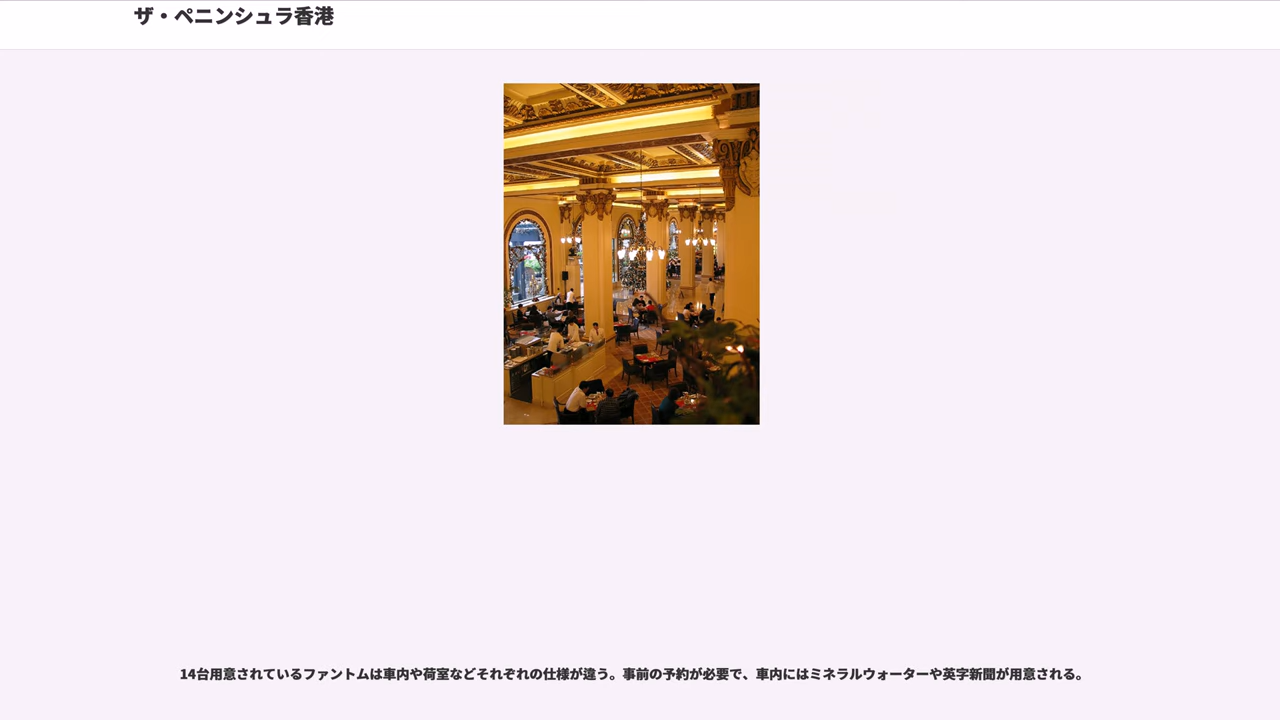 ザ・ペニンシュラ香港
14台用意されているファントムは車内や荷室などそれぞれの仕様が違う。事前の予約が必要で、車内にはミネラルウォーターや英字新聞が用意される。